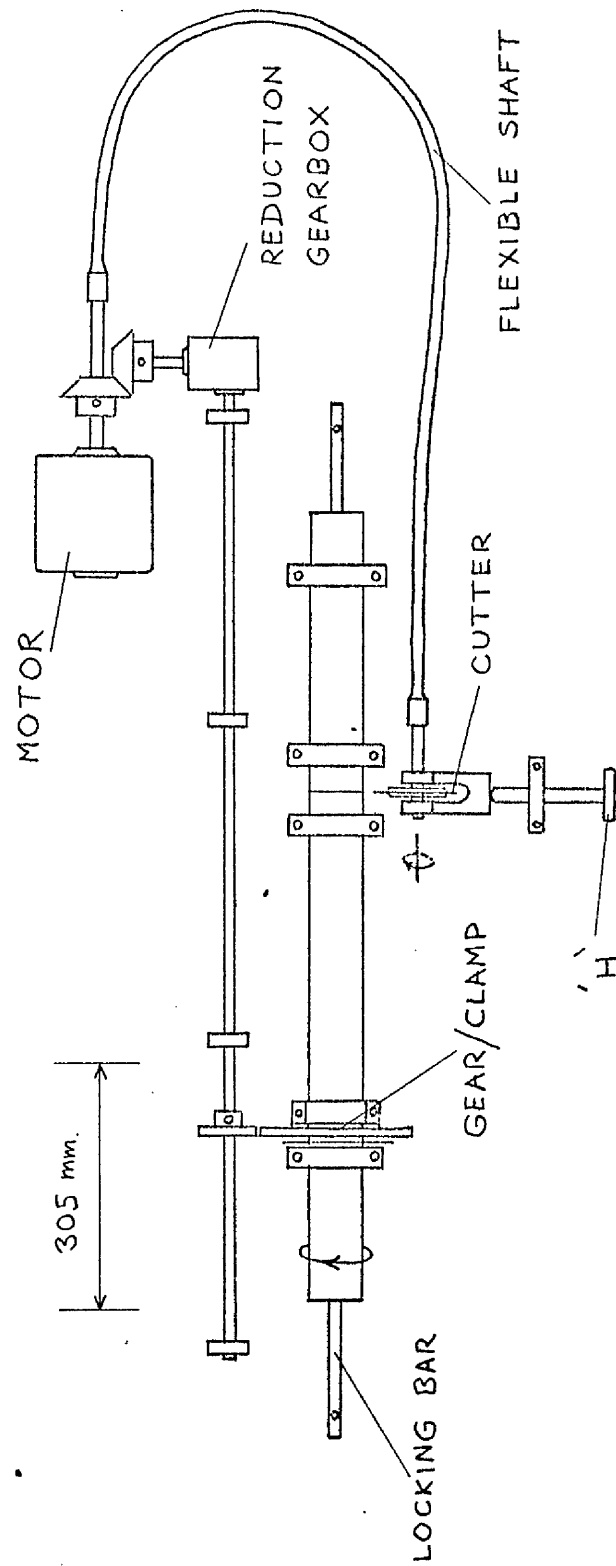 MOTOR
REDUCTION
GEARBOX
305 mm.
FLEXIBLE SHAFT
CUTTER
GEAR/CLAMP
'H'
LOCKING BAR